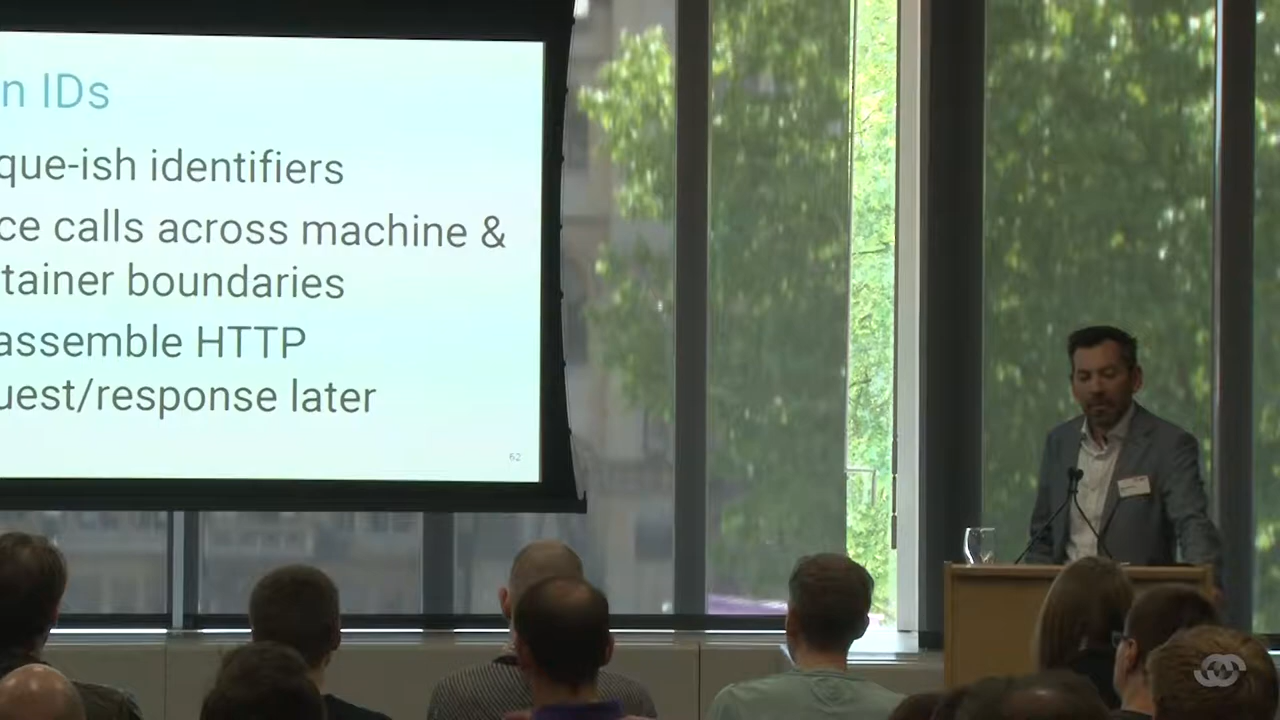 n IDs
que-ish identifiers
ce calls across machine &
tainer boundaries
assemble HTTP
uest/response later
62